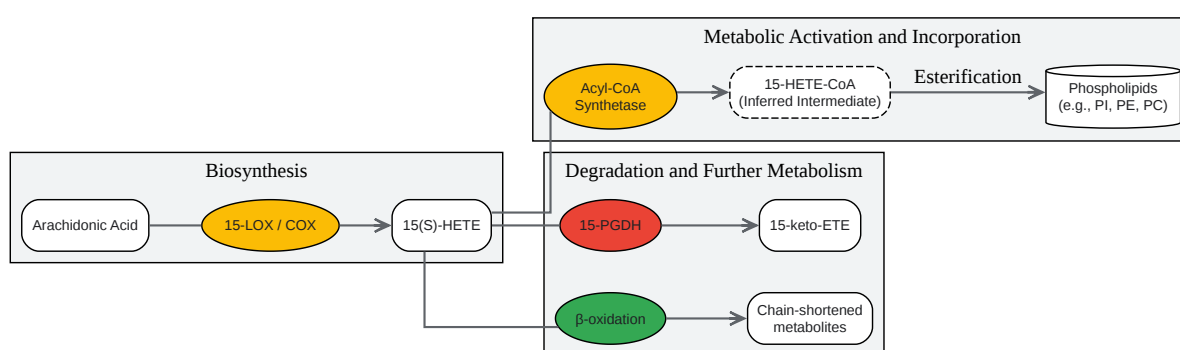 Metabolic Activation and Incorporation
Acyl-CoA
Synthetase
15-HETE-CoA
(Inferred Intermediate)
Esterification
Phospholipids
(e.g., PI, PE, PC)
Biosynthesis
Arachidonic Acid
15-LOX / COX
15(S)-HETE
Degradation and Further Metabolism
15-PGDH
15-keto-ETE
β-oxidation
Chain-shortened
metabolites